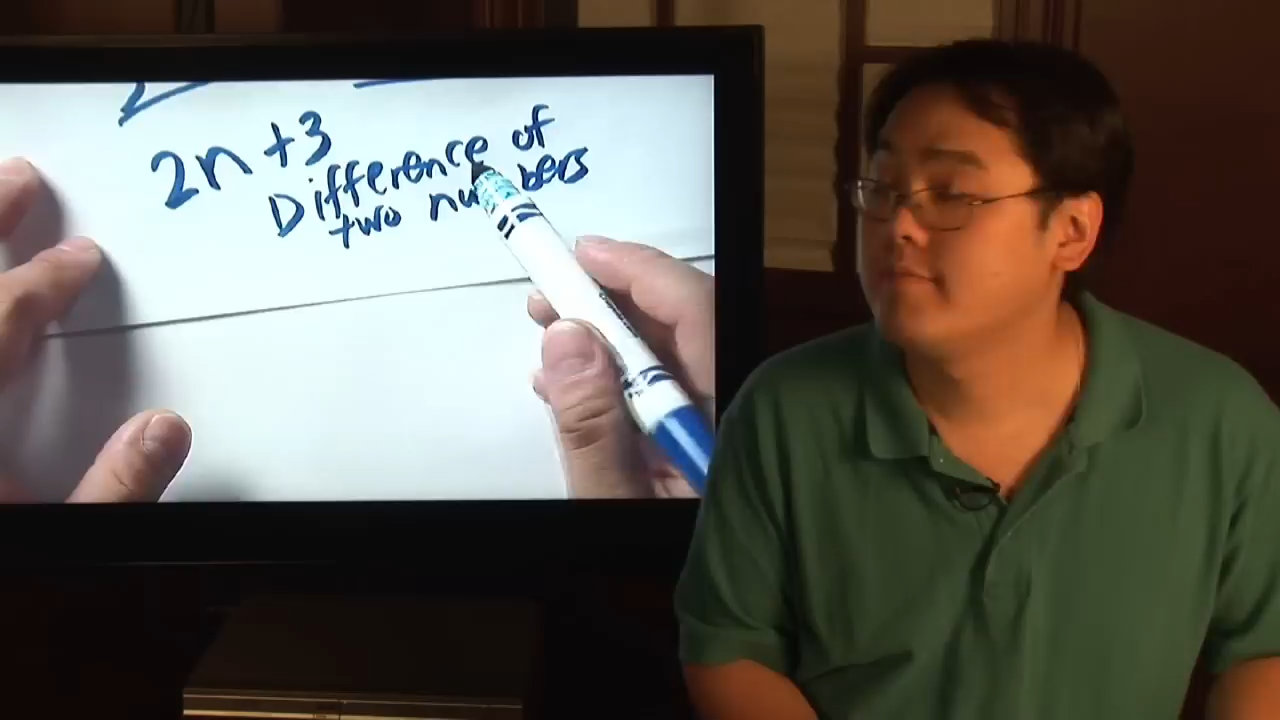 2n + 3
Difference of
two numbers